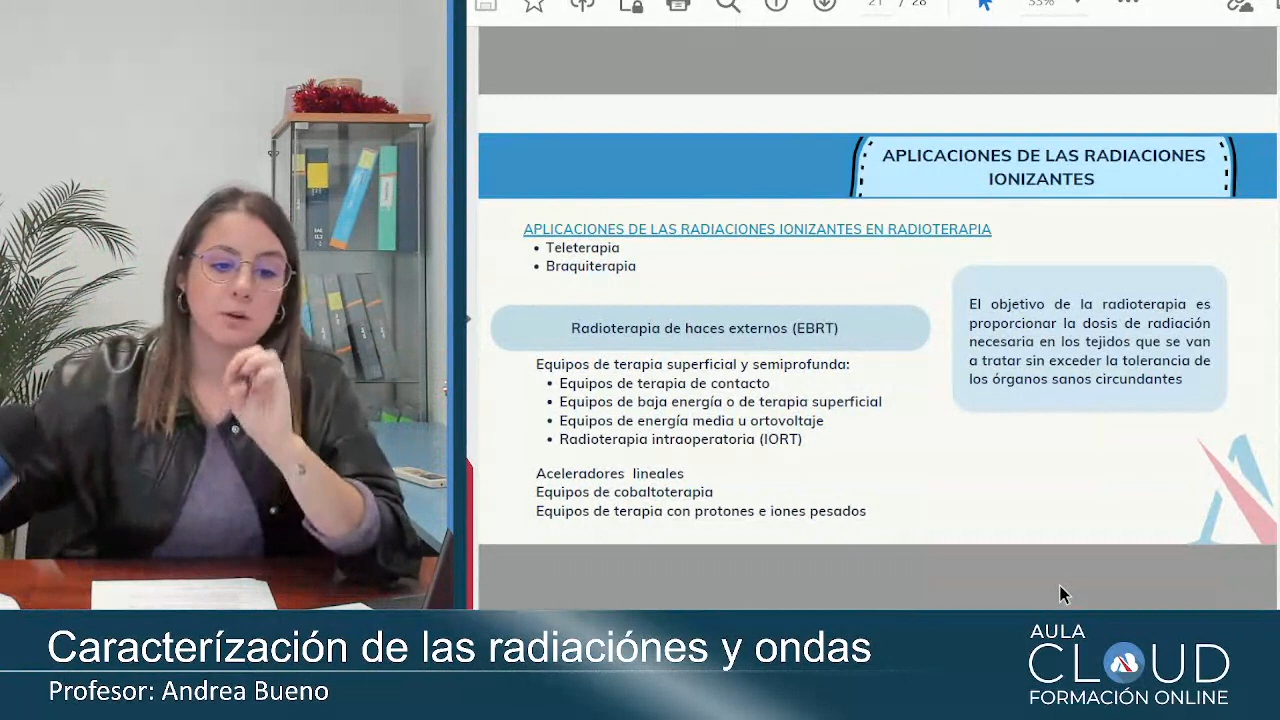 21 / 28
33%
APLICACIONES DE LAS RADIACIONES
IONIZANTES
APLICACIONES DE LAS RADIACIONES IONIZANTES EN RADIOTERAPIA
• Teleterapia
• Braquiterapia
Radioterapia de haces externos (EBRT)
Equipos de terapia superficial y semiprofunda:
• Equipos de terapia de contacto
• Equipos de baja energía o de terapia superficial
• Equipos de energía media u ortovoltaje
• Radioterapia intraoperatoria (IORT)
Aceleradores lineales
Equipos de cobaltoterapia
Equipos de terapia con protones e iones pesados
El objetivo de la radioterapia es
proporcionar la dosis de radiación
necesaria en los tejidos que se van
a tratar sin exceder la tolerancia de
los órganos sanos circundantes
Caracterízación de las radiaciónes y ondas
Profesor: Andrea Bueno
AULA
CLOUD
FORMACIÓN ONLINE